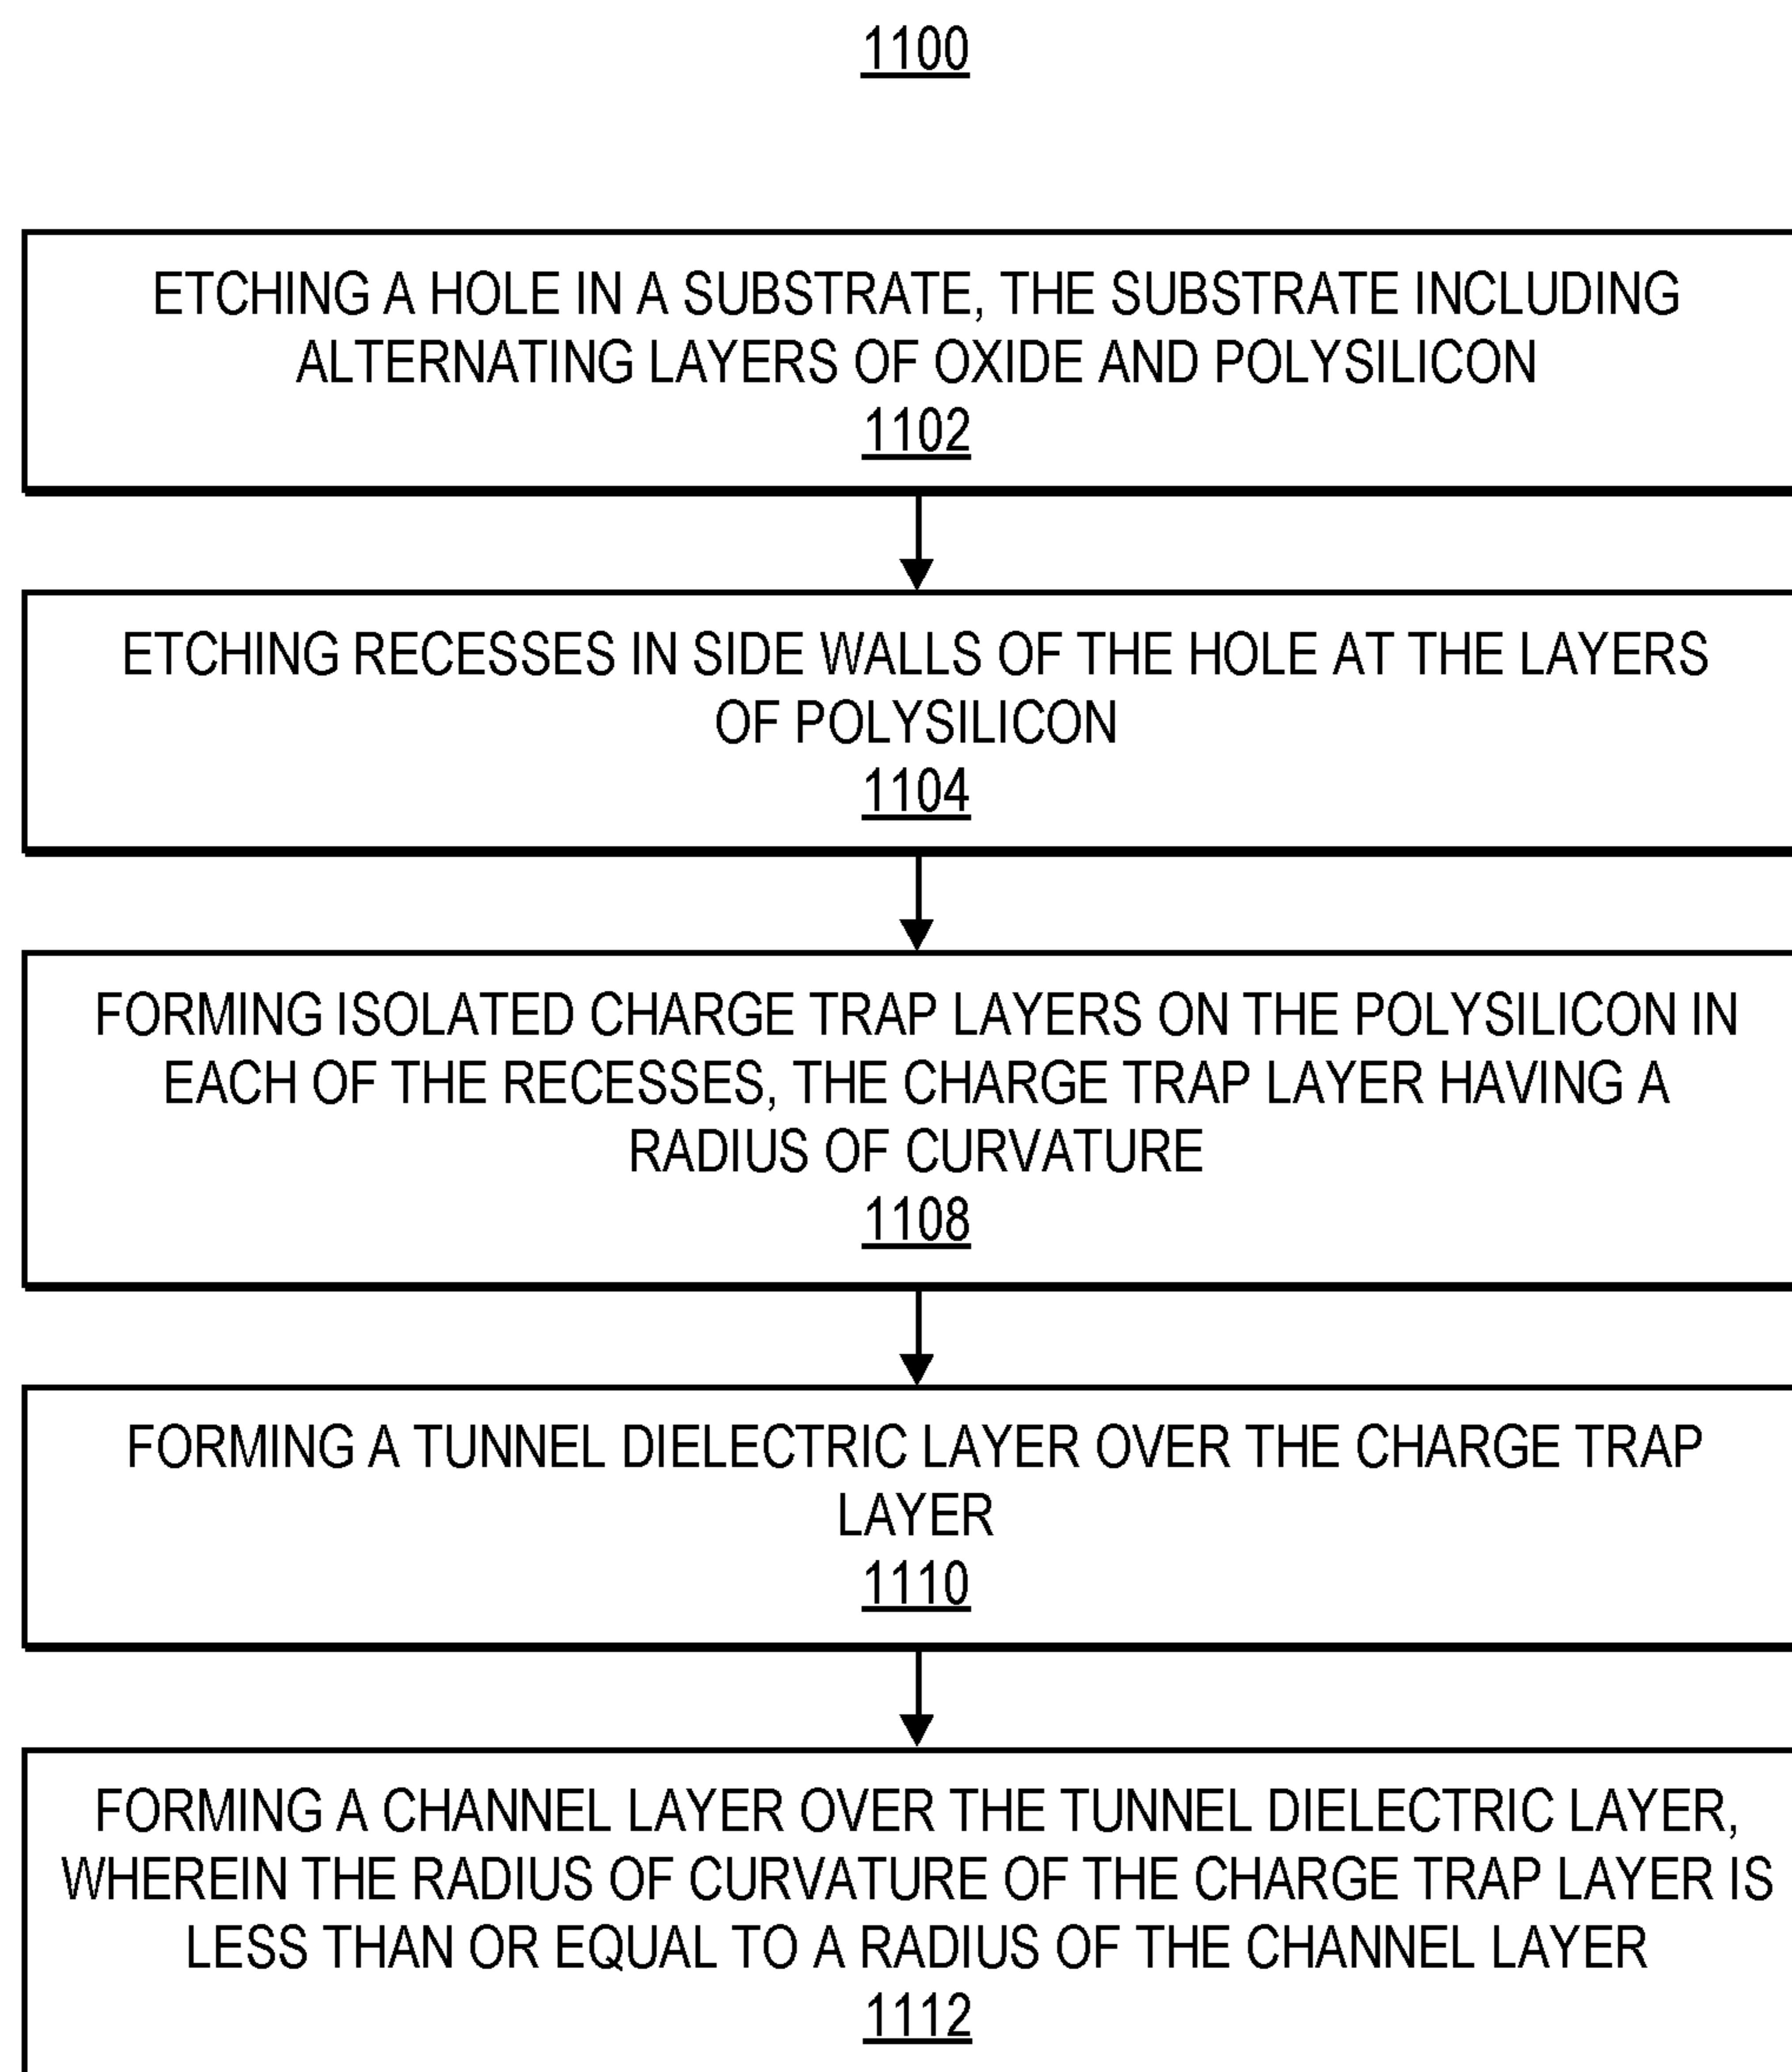 1100
ETCHING A HOLE IN A SUBSTRATE, THE SUBSTRATE INCLUDING
ALTERNATING LAYERS OF OXIDE AND POLYSILICON
1102
ETCHING RECESSES IN SIDE WALLS OF THE HOLE AT THE LAYERS
OF POLYSILICON
1104
FORMING ISOLATED CHARGE TRAP LAYERS ON THE POLYSILICON IN
EACH OF THE RECESSES, THE CHARGE TRAP LAYER HAVING A
RADIUS OF CURVATURE
1108
FORMING A TUNNEL DIELECTRIC LAYER OVER THE CHARGE TRAP
LAYER
1110
FORMING A CHANNEL LAYER OVER THE TUNNEL DIELECTRIC LAYER,
WHEREIN THE RADIUS OF CURVATURE OF THE CHARGE TRAP LAYER IS
LESS THAN OR EQUAL TO A RADIUS OF THE CHANNEL LAYER
1112